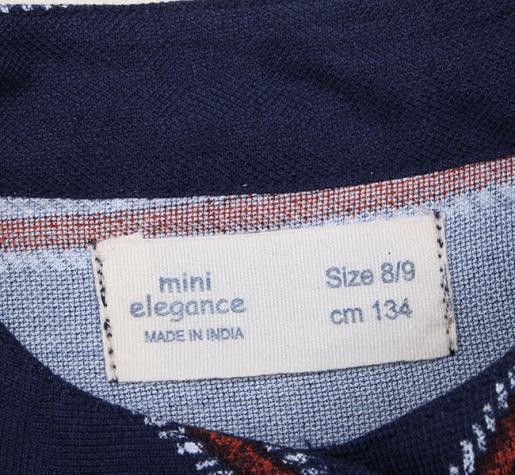 mini
elegance
MADE IN INDIA
Size 8/9
cm 134